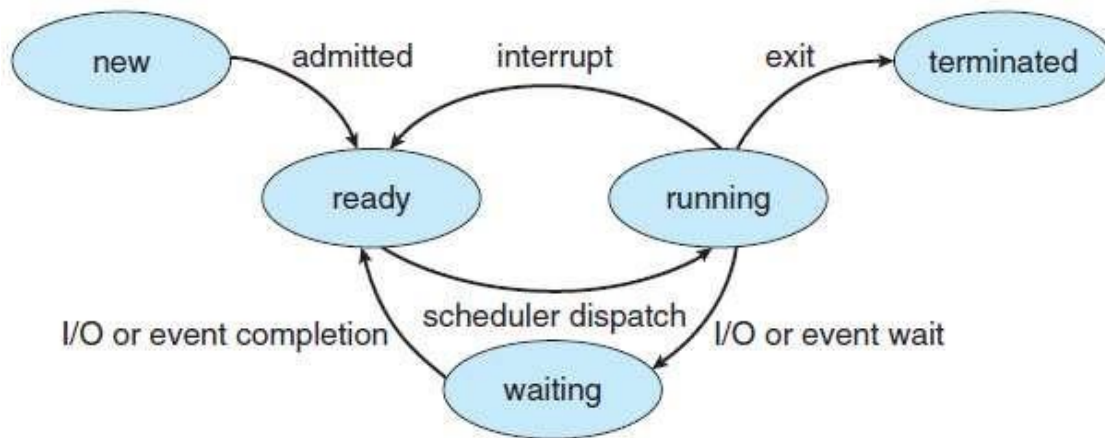 new
admitted
interrupt
exit
terminated
ready
running
scheduler dispatch
I/O or event completion
I/O or event wait
waiting